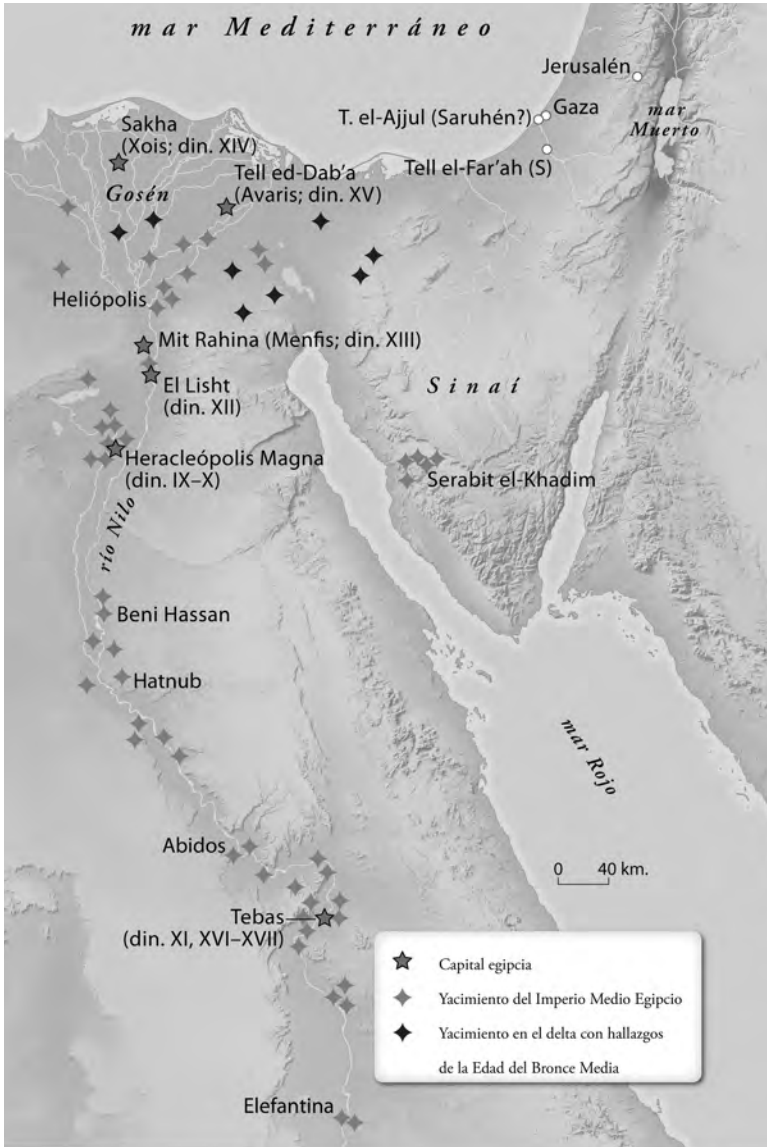 mar Mediterráneo
Jerusalén
mar
Muerto
Gaza
T. el-Ajjul (Saruhén?)
Tell el-Far'ah (S)
Sakha
(Xois; din. XIV)
Gosén
Tell ed-Dab'a
(Avaris; din. XV)
Heliópolis
Mit Rahina (Menfis; din. XIII)
El Lisht
(din. XII)
Sinaí
Heracleópolis Magna
(din. IX–X)
Serabit el-Khadim
río Nilo
Beni Hassan
Hatnub
mar Rojo
Abidos
0 40 km.
Tebas
(din. XI, XVI–XVII)
Capital egipcia
Yacimiento del Imperio Medio Egipcio
Yacimiento en el delta con hallazgos
de la Edad del Bronce Media
Elefantina